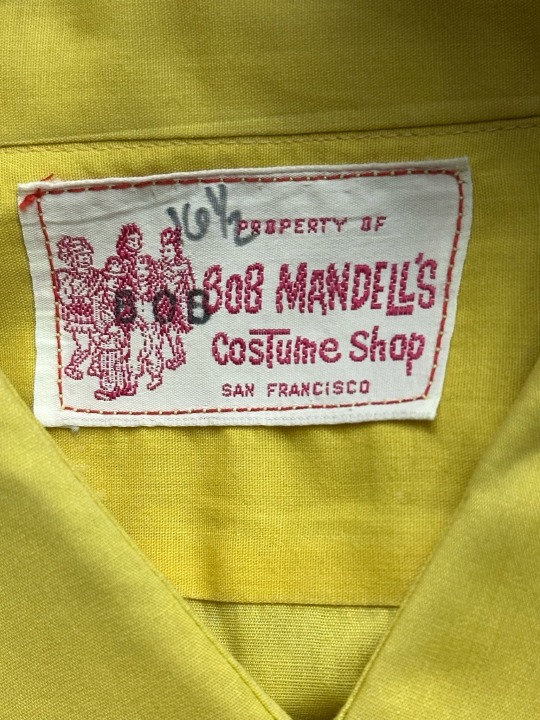 16½
PROPERTY OF
BOB
BOB MANDELL'S
Costume Shop
SAN FRANCISCO